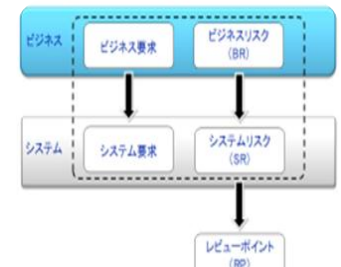 ビジネス
ビジネス要求
ビジネスリスク
(BR)
システム
システム要求
システムリスク
(SR)
レビューポイント
(RP)